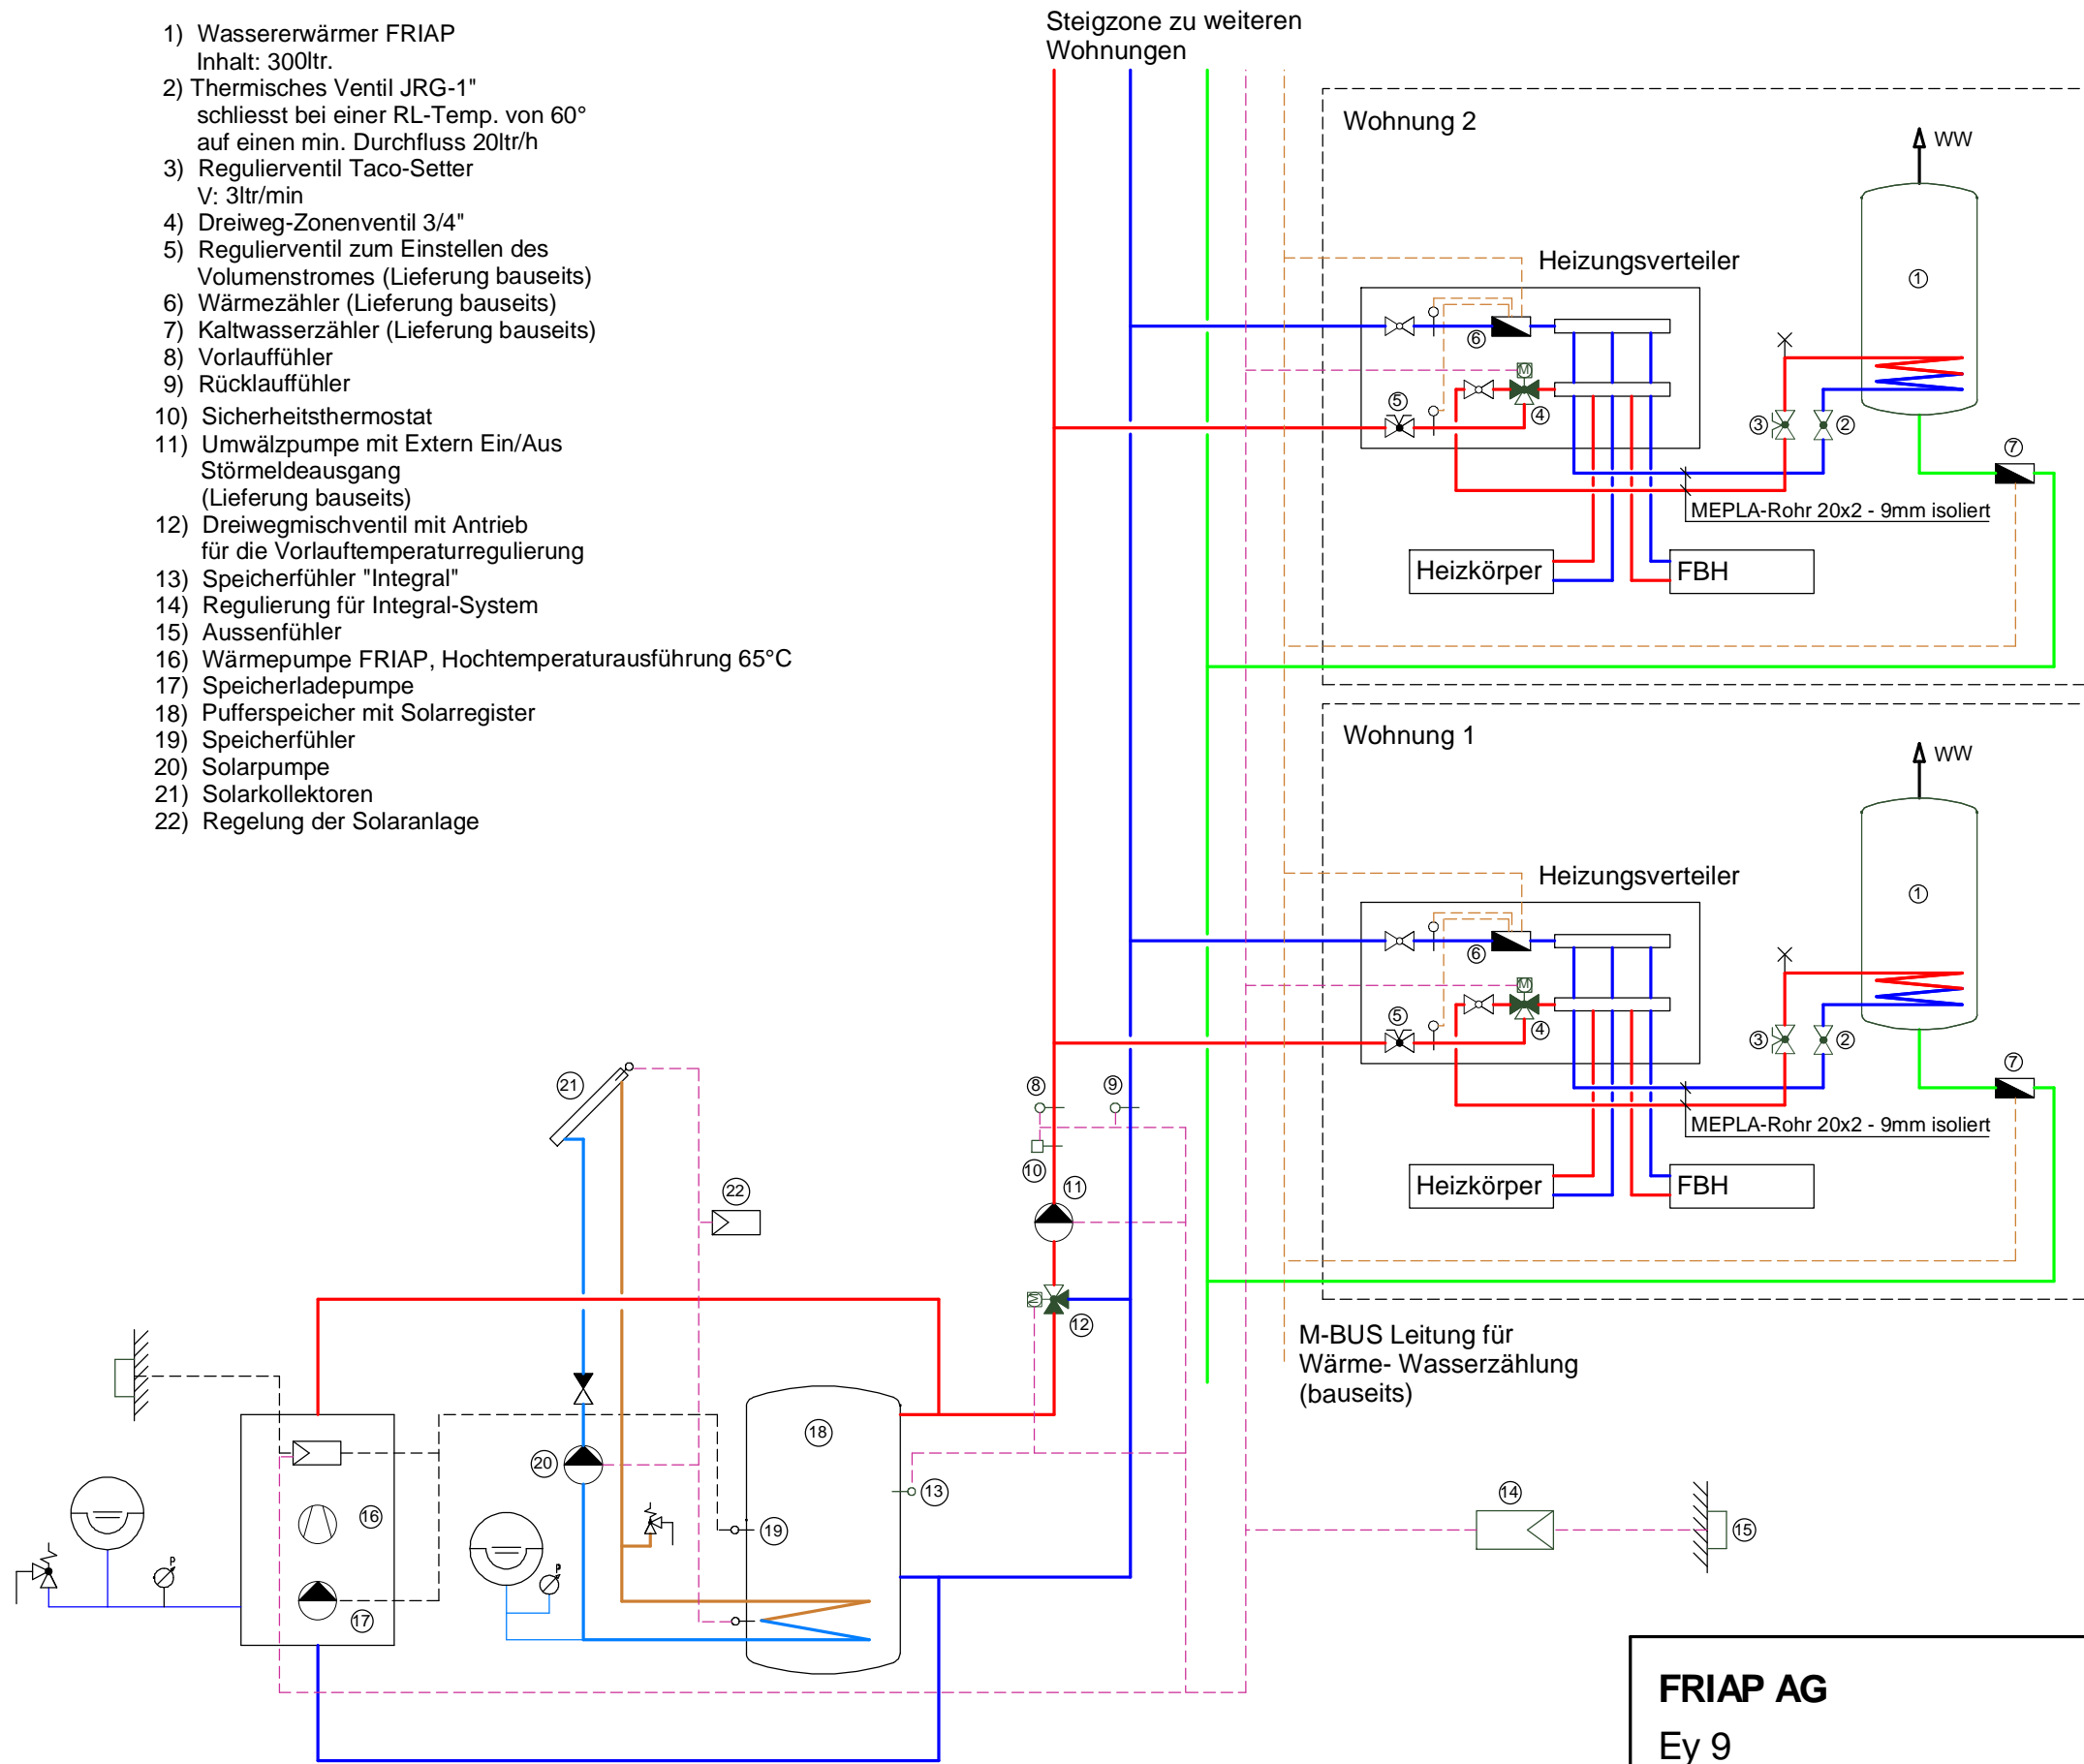 1) Wassererwärmer FRIAP
Inhalt: 300ltr.
2) Thermisches Ventil JRG-1"
schliesst bei einer RL-Temp. von 60°
auf einen min. Durchfluss 20ltr/h
3) Regulierventil Taco-Setter
V: 3ltr/min
4) Dreiweg-Zonenventil 3/4"
5) Regulierventil zum Einstellen des
Volumenstromes (Lieferung bauseits)
6) Wärmezähler (Lieferung bauseits)
7) Kaltwasserzähler (Lieferung bauseits)
8) Vorlauffühler
9) Rücklauffühler
10) Sicherheitsthermostat
11) Umwälzpumpe mit Extern Ein/Aus
Störmeldeausgang
(Lieferung bauseits)
12) Dreiwegmischventil mit Antrieb
für die Vorlauftemperaturregulierung
13) Speicherfühler "Integral"
14) Regulierung für Integral-System
15) Aussenfühler
16) Wärmepumpe FRIAP, Hochtemperaturausführung 65°C
17) Speicherladepumpe
18) Pufferspeicher mit Solarregister
19) Speicherfühler
20) Solarpumpe
21) Solarkollektoren
22) Regelung der Solaranlage
Steigzone zu weiteren
Wohnungen
Wohnung 2
WW
Heizungsverteiler
1
6
M
5
4
3
2
7
MEPLA-Rohr 20x2 - 9mm isoliert
Heizkörper
FBH
Wohnung 1
WW
Heizungsverteiler
1
6
M
5
4
3
2
7
MEPLA-Rohr 20x2 - 9mm isoliert
Heizkörper
FBH
21
8
9
10
11
22
M
12
M-BUS Leitung für
Wärme- Wasserzählung
(bauseits)
18
20
13
14
16
19
15
p
p
17
FRIAP AG
Ey 9